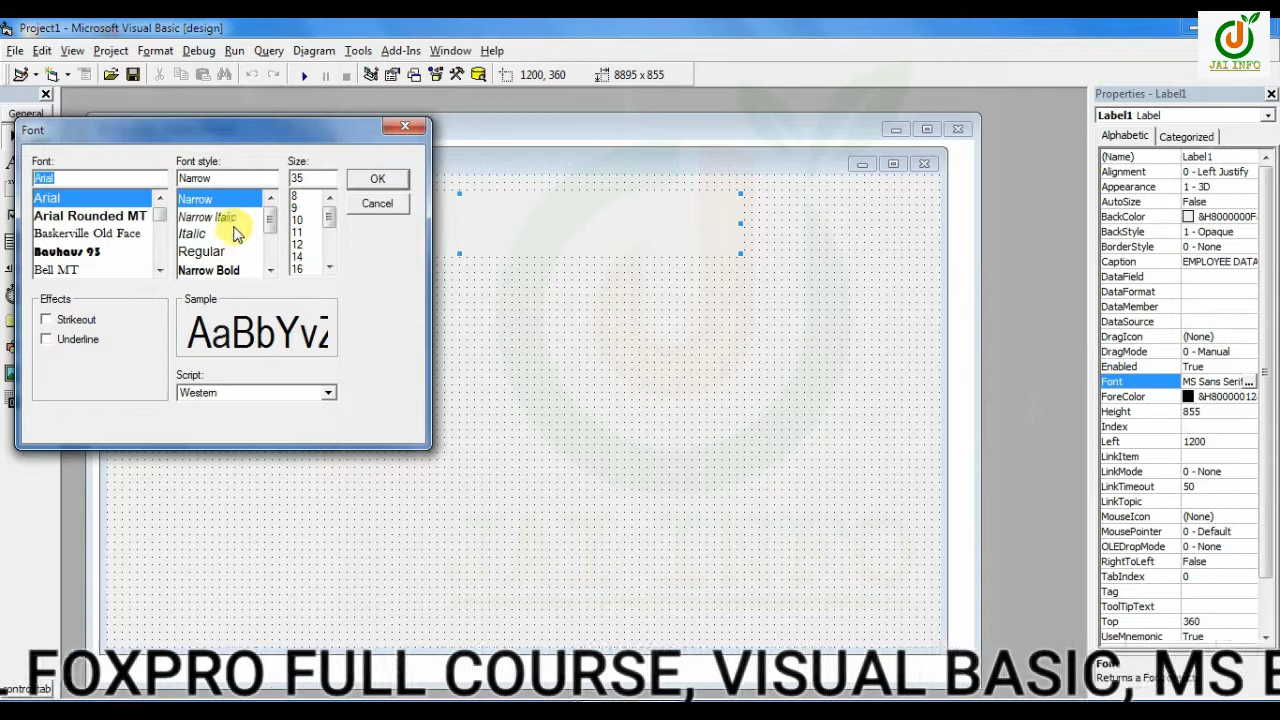 Project1 - Microsoft Visual Basic [design]
JAI INFO
File Edit View Project Format Debug Run Query Diagram Tools Add-Ins Window Help
1200, 360 8895 x 855
General
Font
Font: Font style: Size:
Arial Narrow 35 OK
Arial Narrow 8
Arial Rounded MT Narrow Italic 9 Cancel
Baskerville Old Face Italic 10
Bauhaus 93 Regular 11
Bell MT Narrow Bold 12
14
16
Effects Sample
Strikeout AaBbYvZ
Underline
Script:
Western
Properties - Label1
Label1 Label
Alphabetic Categorized
(Name) Label1
Alignment 0 - Left Justify
Appearance 1 - 3D
AutoSize False
BackColor &H8000000F
BackStyle 1 - Opaque
BorderStyle 0 - None
Caption EMPLOYEE DATA
DataField
DataFormat
DataMember
DataSource
DragIcon (None)
DragMode 0 - Manual
Enabled True
Font MS Sans Serif ...
ForeColor &H8000012
Height 855
Index
Left 1200
LinkItem
LinkMode 0 - None
LinkTimeout 50
LinkTopic
MouseIcon (None)
MousePointer 0 - Default
OLEDropMode 0 - None
RightToLeft False
TabIndex 0
Tag
ToolTipText
Top 360
UseMnemonic True
FOXPRO FULL COURSE, VISUAL BASIC, MS